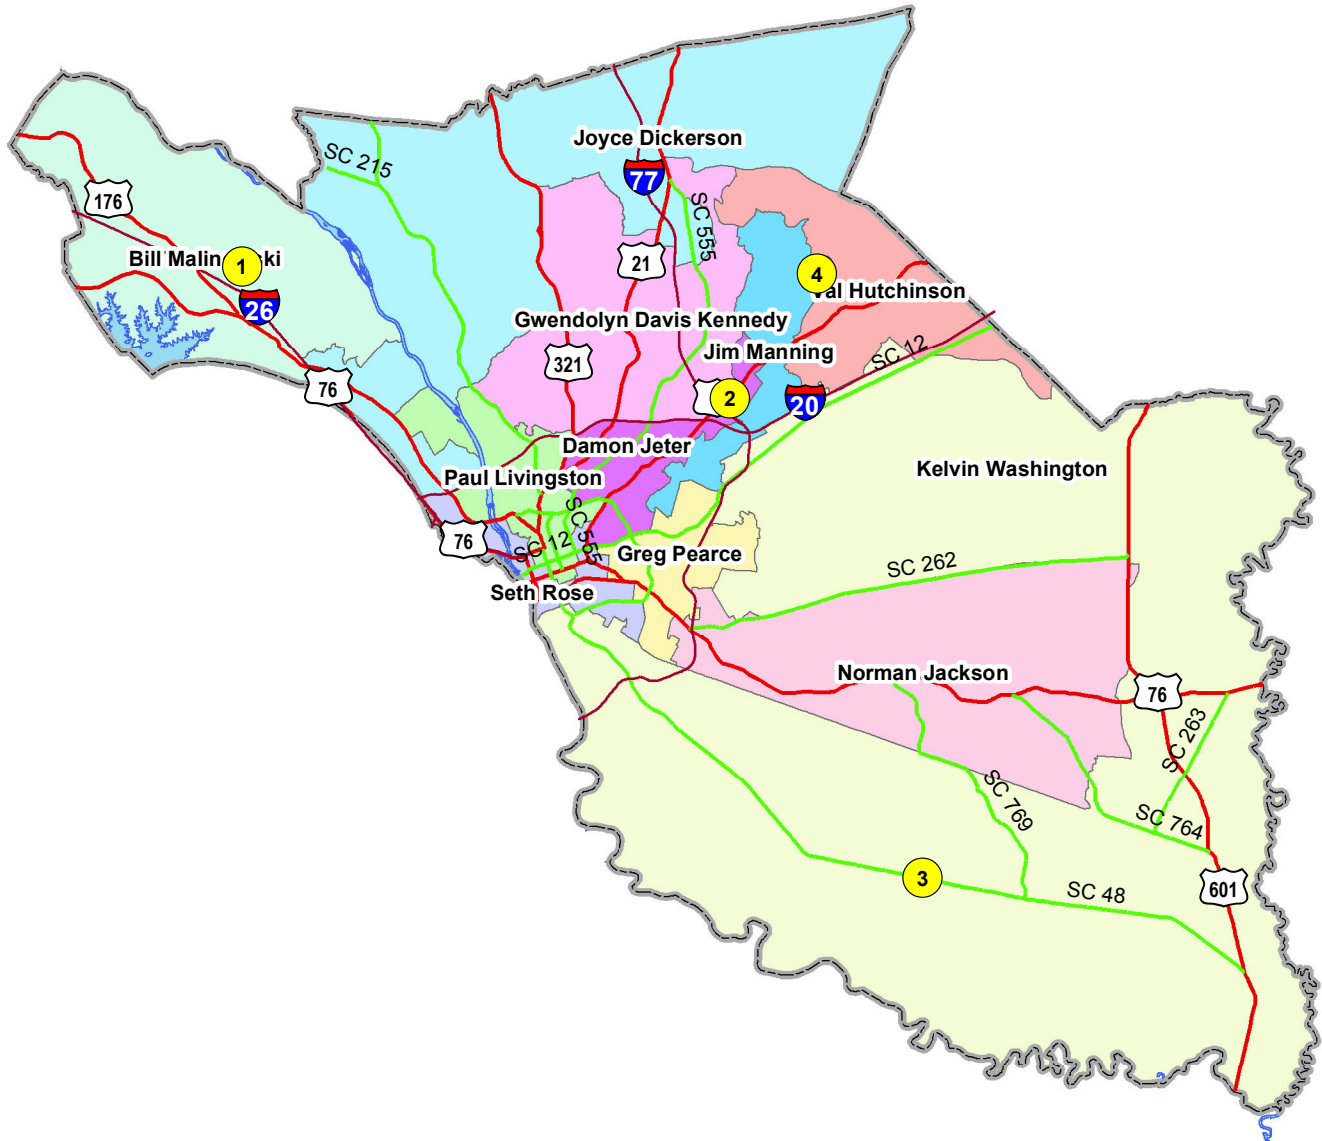 Joyce Dickerson
SC 215
77
176
SC 555
Bill Malin
ski
1
21
4
Val Hutchinson
26
Gwendolyn Davis Kennedy
Jim Manning
SC 12
321
76
2
20
Damon Jeter
Kelvin Washington
Paul Livingston
SC 555
76
SC 12
Greg Pearce
SC 262
Seth Rose
Norman Jackson
76
SC 263
SC 769
SC 764
3
SC 48
601